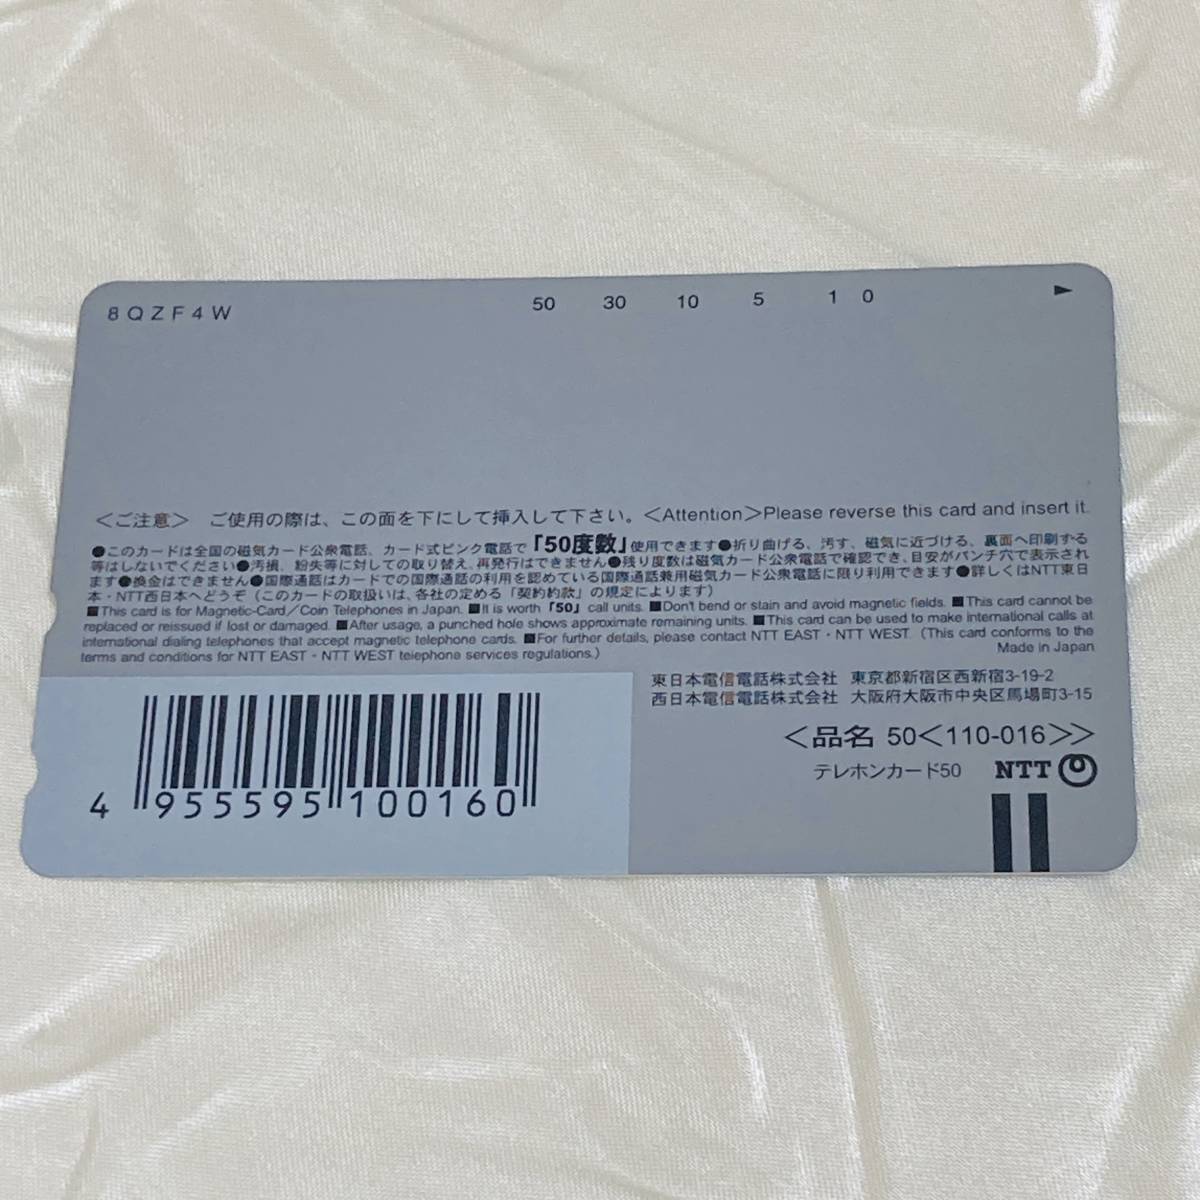 8QZF4W 50 30 10 5 1 0
＜ご注意＞ ご使用の際は、この面を下にして挿入して下さい。＜Attention＞Please reverse this card and insert it.
●このカードは全国の磁気カード公衆電話、カード式ピンク電話で「50度数」使用できます●折り曲げる、汚す、磁気に近づける、裏面へ印刷する
等はしないでください●汚損、紛失等に対しての取り替え、再発行はできません●残り度数は磁気カード公衆電話で確認でき、目安がパンチ穴で表示され
ます●換金はできません●国際通話はカードでの国際通話の利用を認めている国際通話兼用磁気カード公衆電話に限り利用できます●詳しくはNTT東日
本・NTT西日本へどうぞ（このカードの取扱いは、各社の定める「契約約款」の規定によります）
■This card is for Magnetic-Card／Coin Telephones in Japan. ■It is worth「50」call units. ■Don't bend or stain and avoid magnetic fields. ■This card cannot be
replaced or reissued if lost or damaged. ■After usage, a punched hole shows approximate remaining units. ■This card can be used to make international calls at
international dialing telephones that accept magnetic telephone cards. ■For further details, please contact NTT EAST・NTT WEST.（This card conforms to the
terms and conditions for NTT EAST・NTT WEST telephone services regulations.） Made in Japan
東日本電信電話株式会社 東京都新宿区西新宿3-19-2
西日本電信電話株式会社 大阪府大阪市中央区馬場町3-15
＜品名 50＜110-016＞＞
テレホンカード50 NTT
4 955595 100160